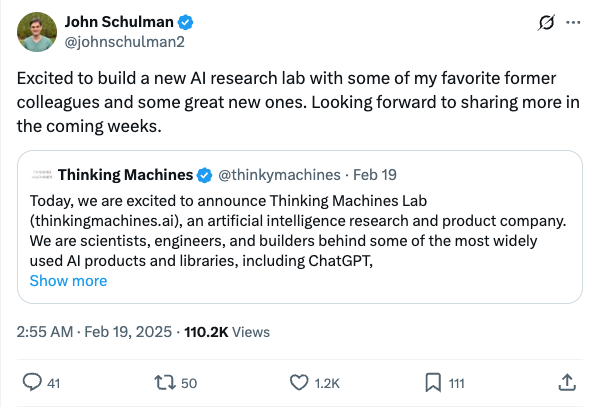 John Schulman
@johnschulman2
Excited to build a new AI research lab with some of my favorite former
colleagues and some great new ones. Looking forward to sharing more in
the coming weeks.
Thinking Machines @thinkymachines · Feb 19
Today, we are excited to announce Thinking Machines Lab
(thinkingmachines.ai), an artificial intelligence research and product company.
We are scientists, engineers, and builders behind some of the most widely
used AI products and libraries, including ChatGPT,
Show more
2:55 AM · Feb 19, 2025 · 110.2K Views
41 50 1.2K 111